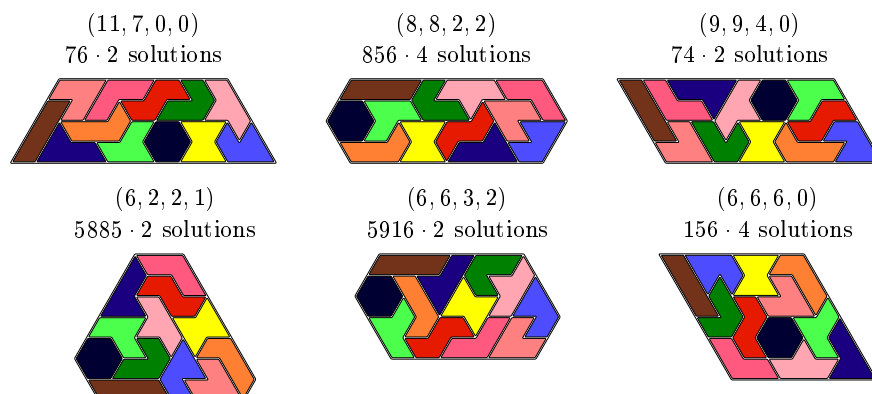 (11, 7, 0, 0)
76 · 2 solutions
(8, 8, 2, 2)
856 · 4 solutions
(9, 9, 4, 0)
74 · 2 solutions
(6, 2, 2, 1)
5885 · 2 solutions
(6, 6, 3, 2)
5916 · 2 solutions
(6, 6, 6, 0)
156 · 4 solutions